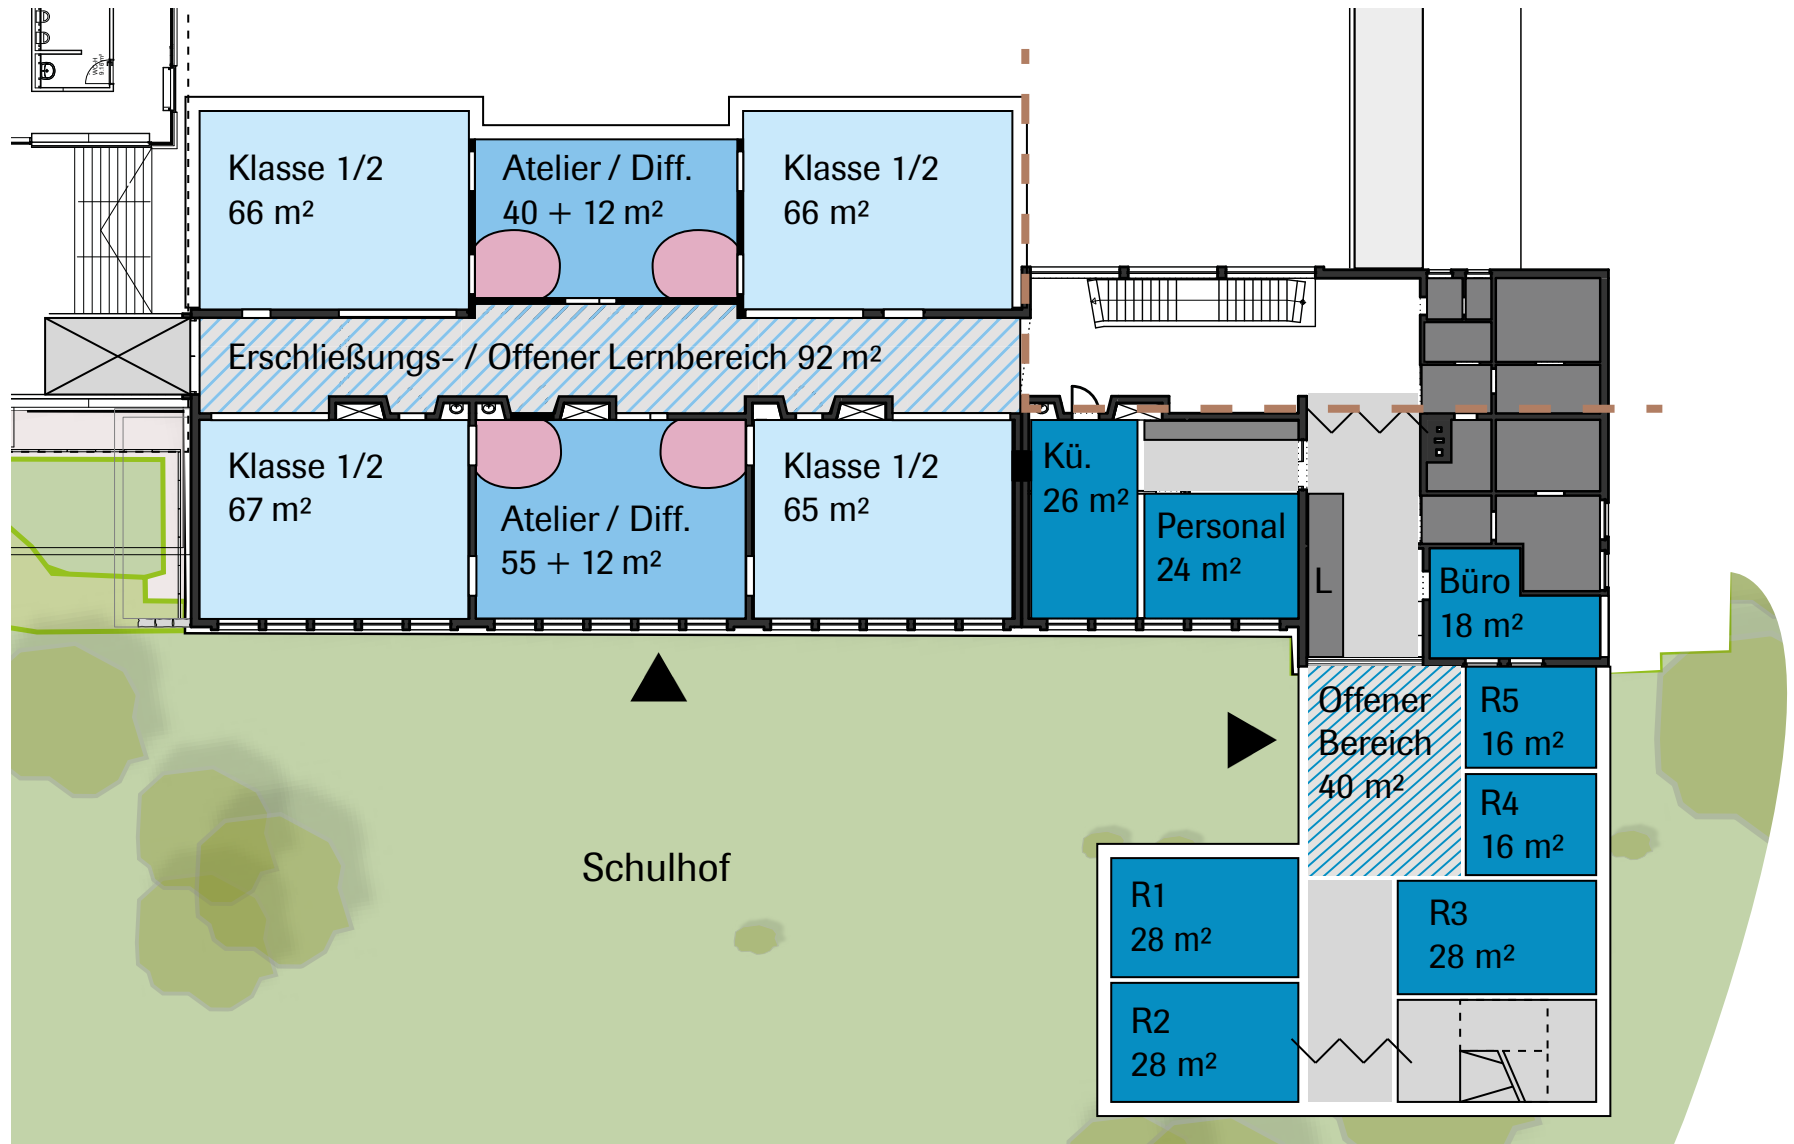 Klasse 1/2
66 m²
Atelier / Diff.
40 + 12 m²
Klasse 1/2
66 m²
Erschließungs- / Offener Lernbereich 92 m²
Klasse 1/2
67 m²
Atelier / Diff.
55 + 12 m²
Klasse 1/2
65 m²
Kü.
26 m²
Personal
24 m²
L
Büro
18 m²
Offener
Bereich
40 m²
R5
16 m²
R4
16 m²
Schulhof
R1
28 m²
R3
28 m²
R2
28 m²